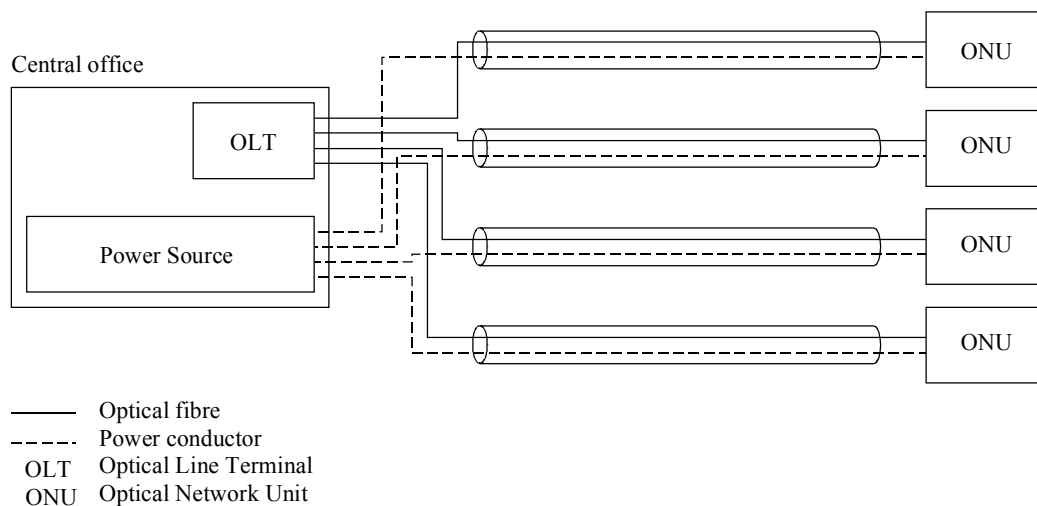 Central office
OLT
Power Source
ONU
ONU
ONU
ONU
Optical fibre
Power conductor
OLT Optical Line Terminal
ONU Optical Network Unit